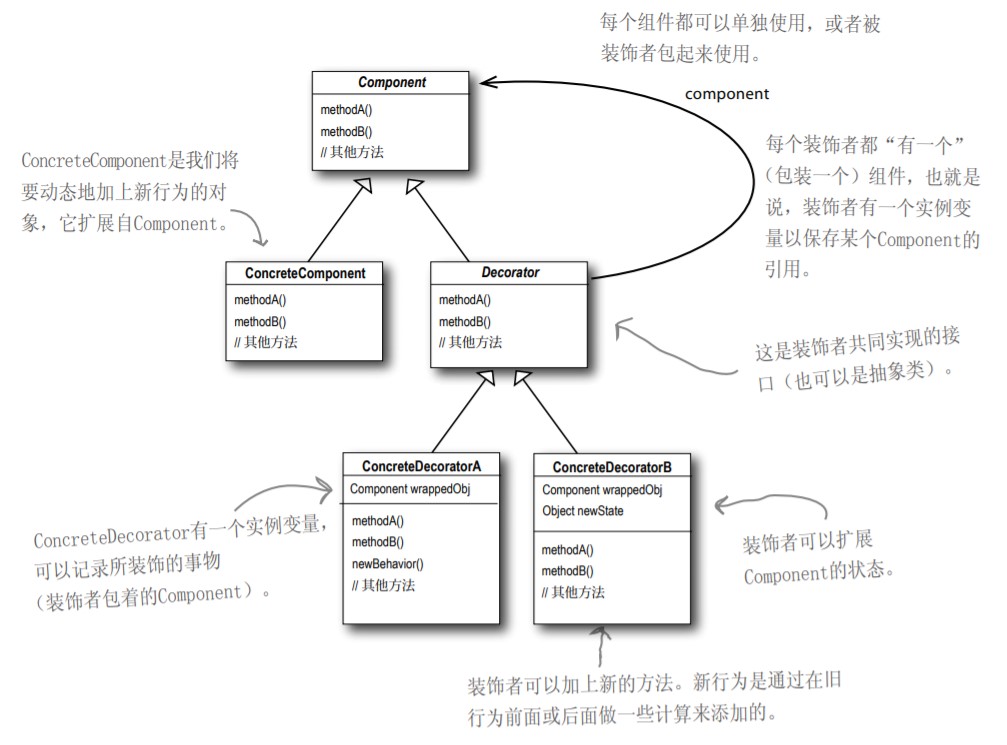 每个组件都可以单独使用，或者被
装饰者包起来使用。
Component
methodA()
methodB()
// 其他方法
component
每个装饰者都“有一个”
（包装一个）组件，也就是
说，装饰者有一个实例变
量以保存某个Component的
引用。
ConcreteComponent是我们将
要动态地加上新行为的对
象，它扩展自Component。
ConcreteComponent
methodA()
methodB()
// 其他方法
Decorator
methodA()
methodB()
// 其他方法
这是装饰者共同实现的接
口（也可以是抽象类）。
ConcreteDecoratorA
Component wrappedObj
methodA()
methodB()
newBehavior()
// 其他方法
ConcreteDecoratorB
Component wrappedObj
Object newState
methodA()
methodB()
// 其他方法
ConcreteDecorator有一个实例变量，
可以记录所装饰的事物
（装饰者包着的Component）。
装饰者可以扩展
Component的状态。
装饰者可以加上新的方法。新行为是通过在旧
行为前面或后面做一些计算来添加的。